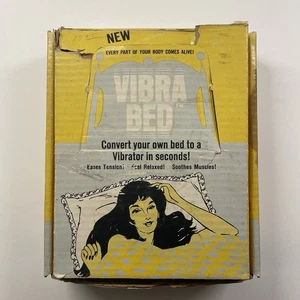 NEW
EVERY PART OF YOUR BODY COMES ALIVE!
VIBRA
BED
Convert your own bed to a
Vibrator in seconds!
Eases Tension! Feel Relaxed! Soothes Muscles!